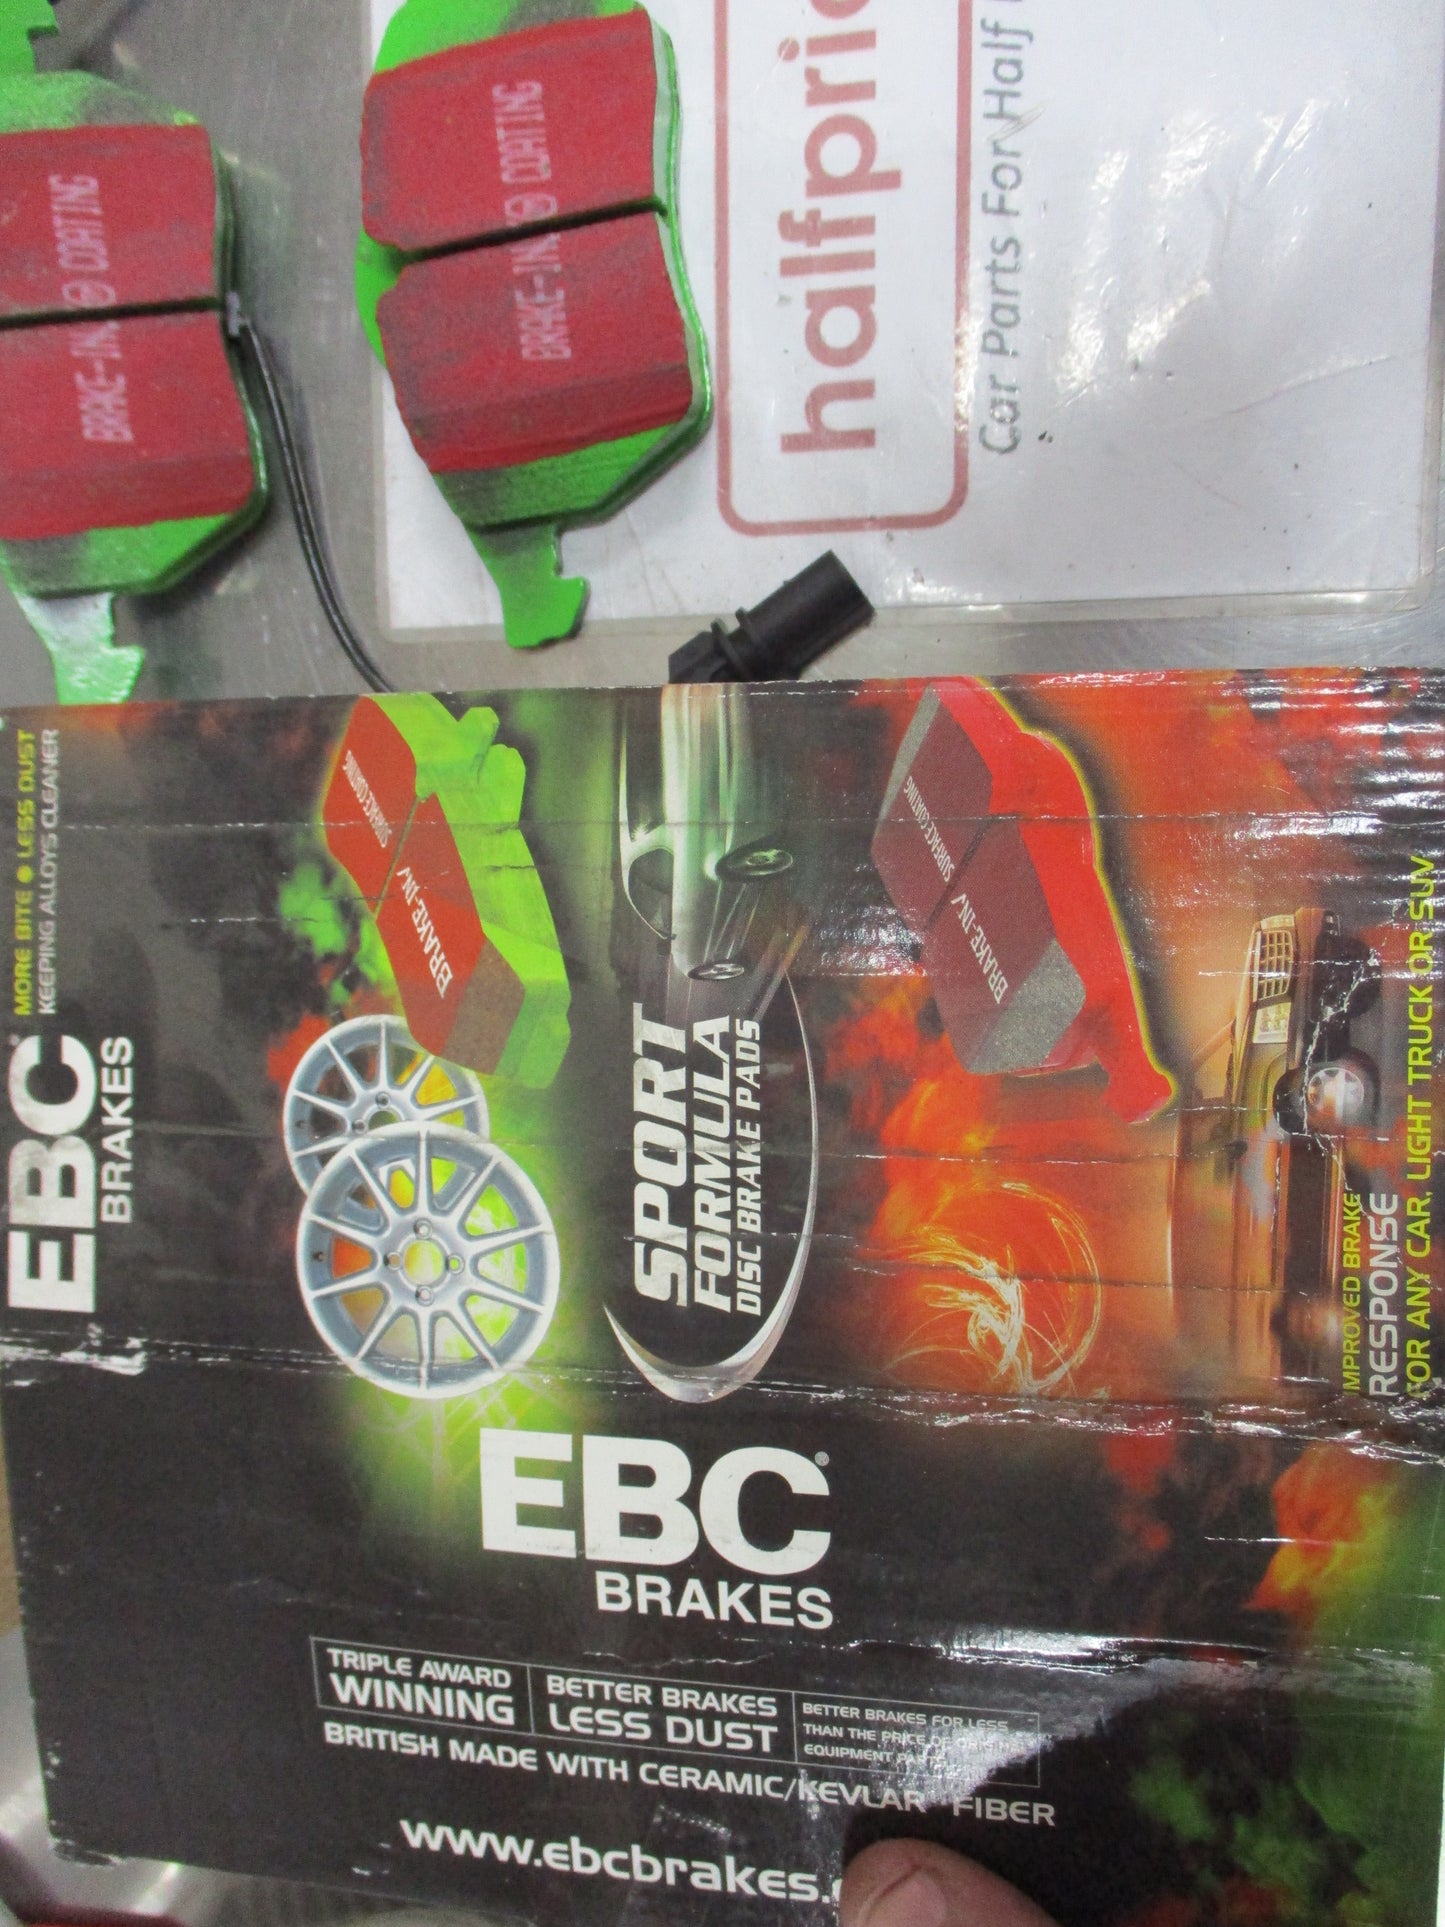 BRAKE-IN COATING
BRAKE-IN COATING
Car Parts For Half
MORE BITE ● LESS DUST
KEEPING ALLOYS CLEANER
EBC
BRAKES
BRAKE-IN/
SURFACE COATING
SPORT
FORMULA
DISC BRAKE PADS
BRAKE-IN/
SURFACE COATING
IMPROVED BRAKE
RESPONSE
FOR ANY CAR, LIGHT TRUCK OR SUV
EBC®
BRAKES
TRIPLE AWARD
WINNING
BETTER BRAKES
LESS DUST
BETTER BRAKES FOR LESS
THAN THE PRICE OF
EQUIPMENT PARTS
BRITISH MADE WITH CERAMIC/KEVLAR FIBER
www.ebcbrakes.